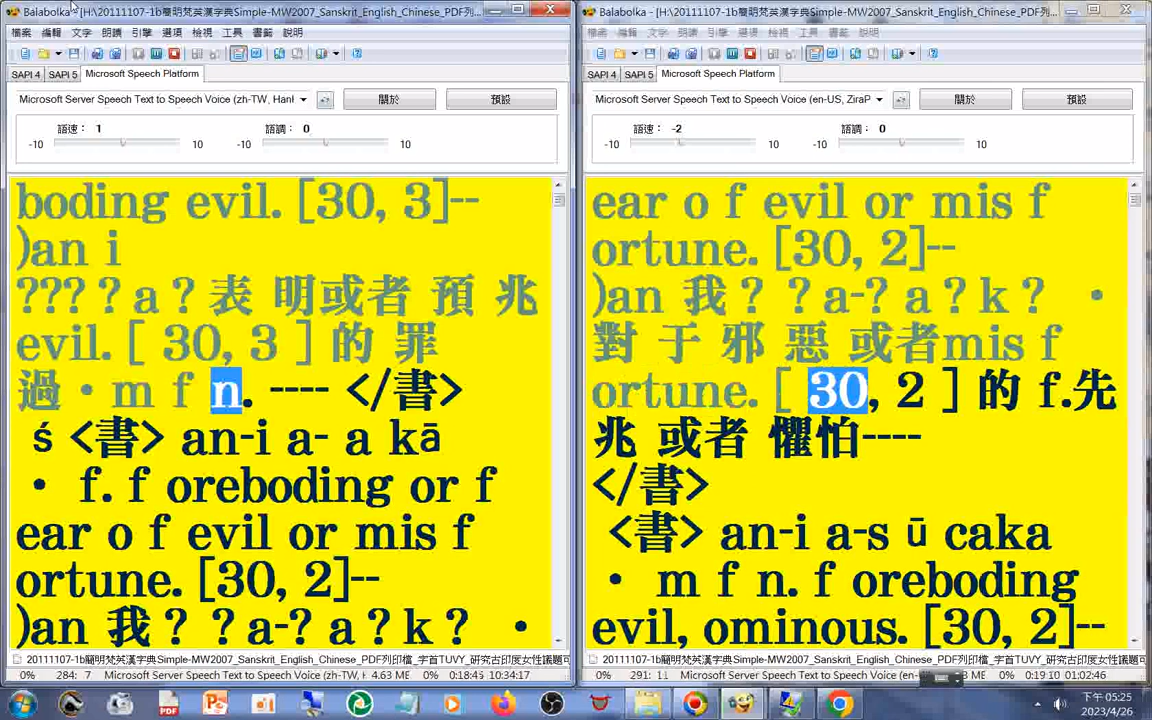 Balabolka - [H:\20111107-1b簡明梵英漢字典Simple-MW2007_Sanskrit_English_Chinese_PDF列...
檔案 編輯 文字 朗讀 引擎 選項 檢視 工具 書籤 說明
SAPI 4 SAPI 5 Microsoft Speech Platform
Microsoft Server Speech Text to Speech Voice (zh-TW, Han
關於 預設
語速： 1 語調： 0
-10 10 -10 10
boding evil. [30, 3]--
)an i
???？a？表 明或者 預 兆
evil. [ 30, 3 ] 的 罪
過‧m f n. ---- </書>
ś <書> an-i a- a kā
‧ f. f oreboding or f
ear o f evil or mis f
ortune. [30, 2]--
)an 我？？a-? a？k？ ‧
20111107-1b簡明梵英漢字典Simple-MW2007_Sanskrit_English_Chinese_PDF列印檔_字首TUVY_研究古印度女性議題可
0% 284: 7 Microsoft Server Speech Text to Speech Voice (zh-TW, H 4.63 ME 0% 0:18:45 10:34:17
Balabolka - [H:\20111107-1b簡明梵英漢字典Simple-MW2007_Sanskrit_English_Chinese_PDF列印...
檔案 編輯 文字 朗讀 引擎 選項 檢視 工具 書籤 說明
SAPI 4 SAPI 5 Microsoft Speech Platform
Microsoft Server Speech Text to Speech Voice (en-US, ZiraP
關於 預設
語速： -2 語調： 0
-10 10 -10 10
ear o f evil or mis f
ortune. [30, 2]--
)an 我？？a-? a？k？ ‧
對 于 邪 惡 或者mis f
ortune. [ 30, 2 ] 的 f.先
兆 或者 懼怕----
</書>
<書> an-i a-s ū caka
‧ m f n. f oreboding
evil, ominous. [30, 2]--
20111107-1b簡明梵英漢字典Simple-MW2007_Sanskrit_English_Chinese_PDF列印檔_字首TUVY_研究古印度女性議題可
0% 291: 11 Microsoft Server Speech Text to Speech Voice (en-US, Zi ME 0% 0:19:10 01:02:46
下午 05:25
2023/4/26